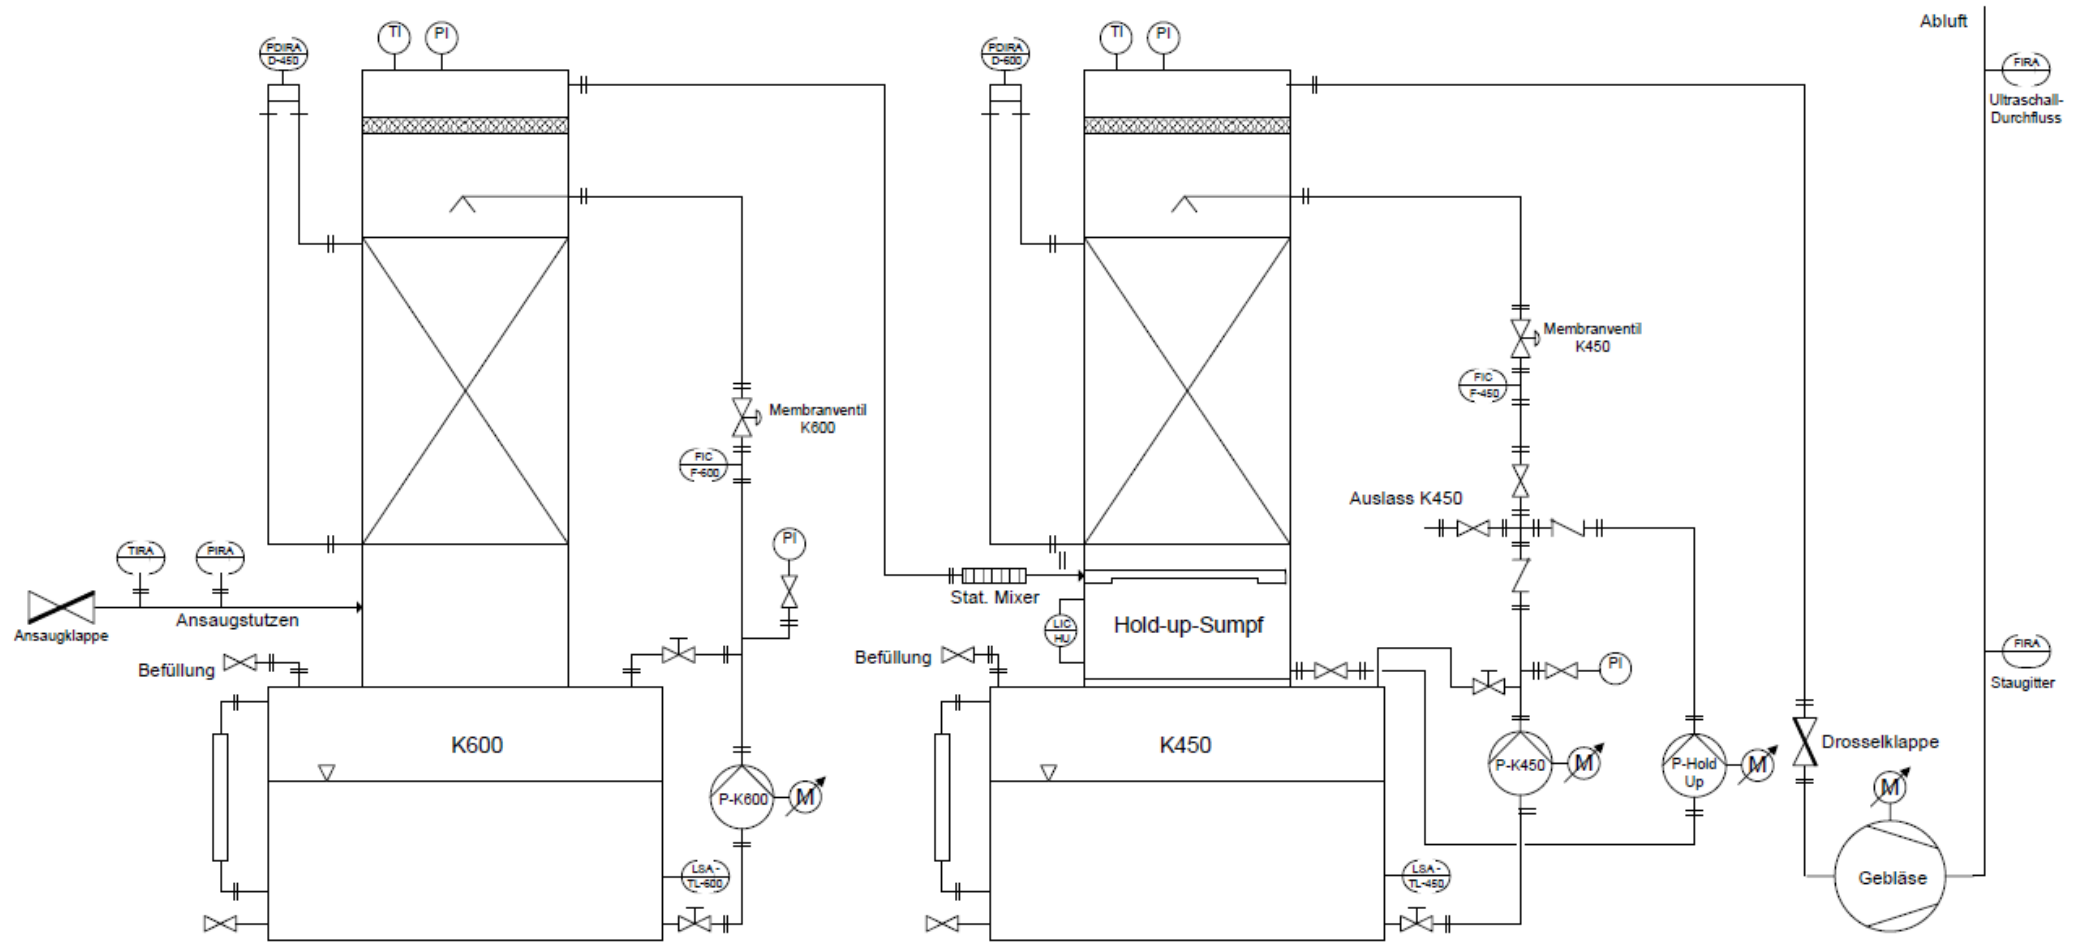 Abluft
TI
PI
TI
PI
PDIRA
D-450
PDIRA
D-600
FIRA
Ultraschall-
Durchfluss
Membranventil
K450
FIC
F-450
Membranventil
K600
FIC
F-600
Auslass K450
PI
TIRA
PIRA
Stat. Mixer
Ansaugklappe
Ansaugstutzen
LIC
HU
Hold-up-Sumpf
Befüllung
Befüllung
PI
FIRA
Staugitter
K600
K450
Drosselklappe
P-K600
M
P-K450
M
P-Hold
Up
M
M
Gebläse
LSA-
TL-600
LSA-
TL-450